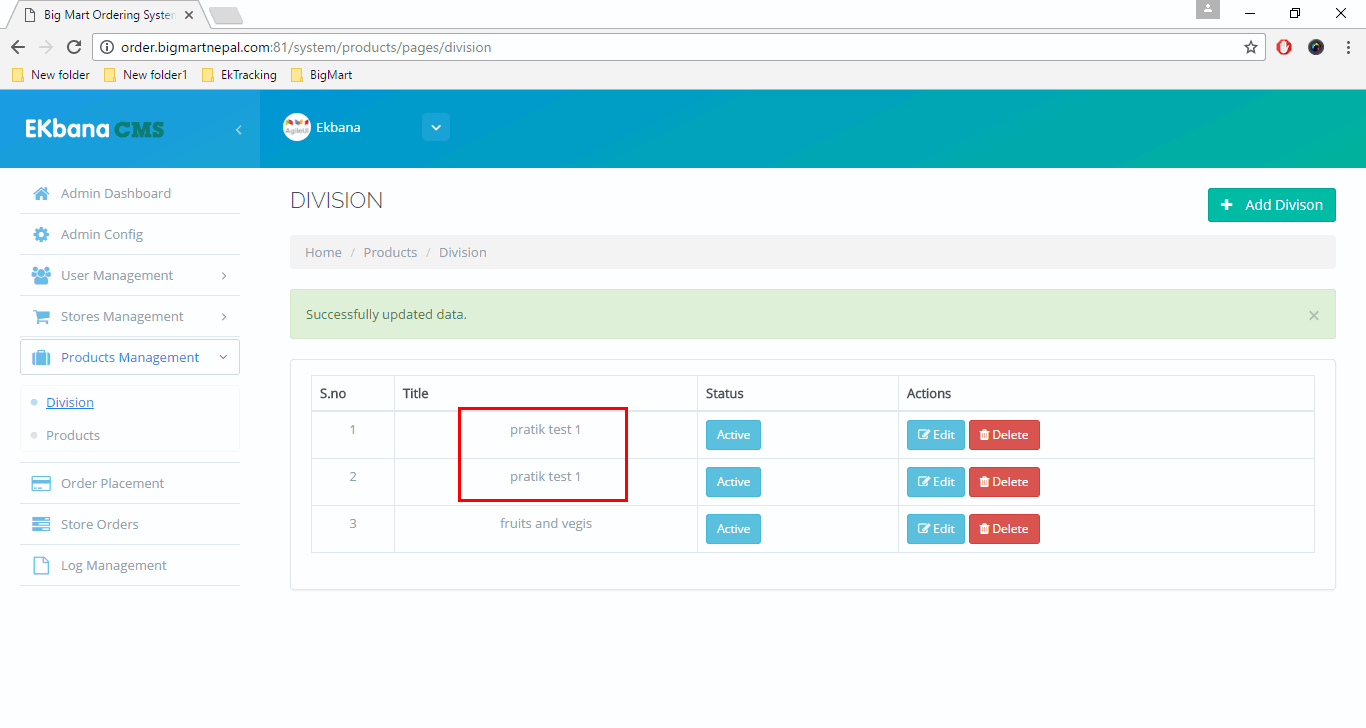 Big Mart Ordering System
order.bigmartnepal.com:81/system/products/pages/division
New folder New folder1 EkTracking BigMart
EKbana CMS
AgileUI Ekbana
Admin Dashboard
Admin Config
User Management
Stores Management
Products Management
Division
Products
Order Placement
Store Orders
Log Management
DIVISION
+ Add Divison
Home / Products / Division
Successfully updated data. ×
S.no Title Status Actions
1 pratik test 1 Active Edit Delete
2 pratik test 1 Active Edit Delete
3 fruits and vegis Active Edit Delete